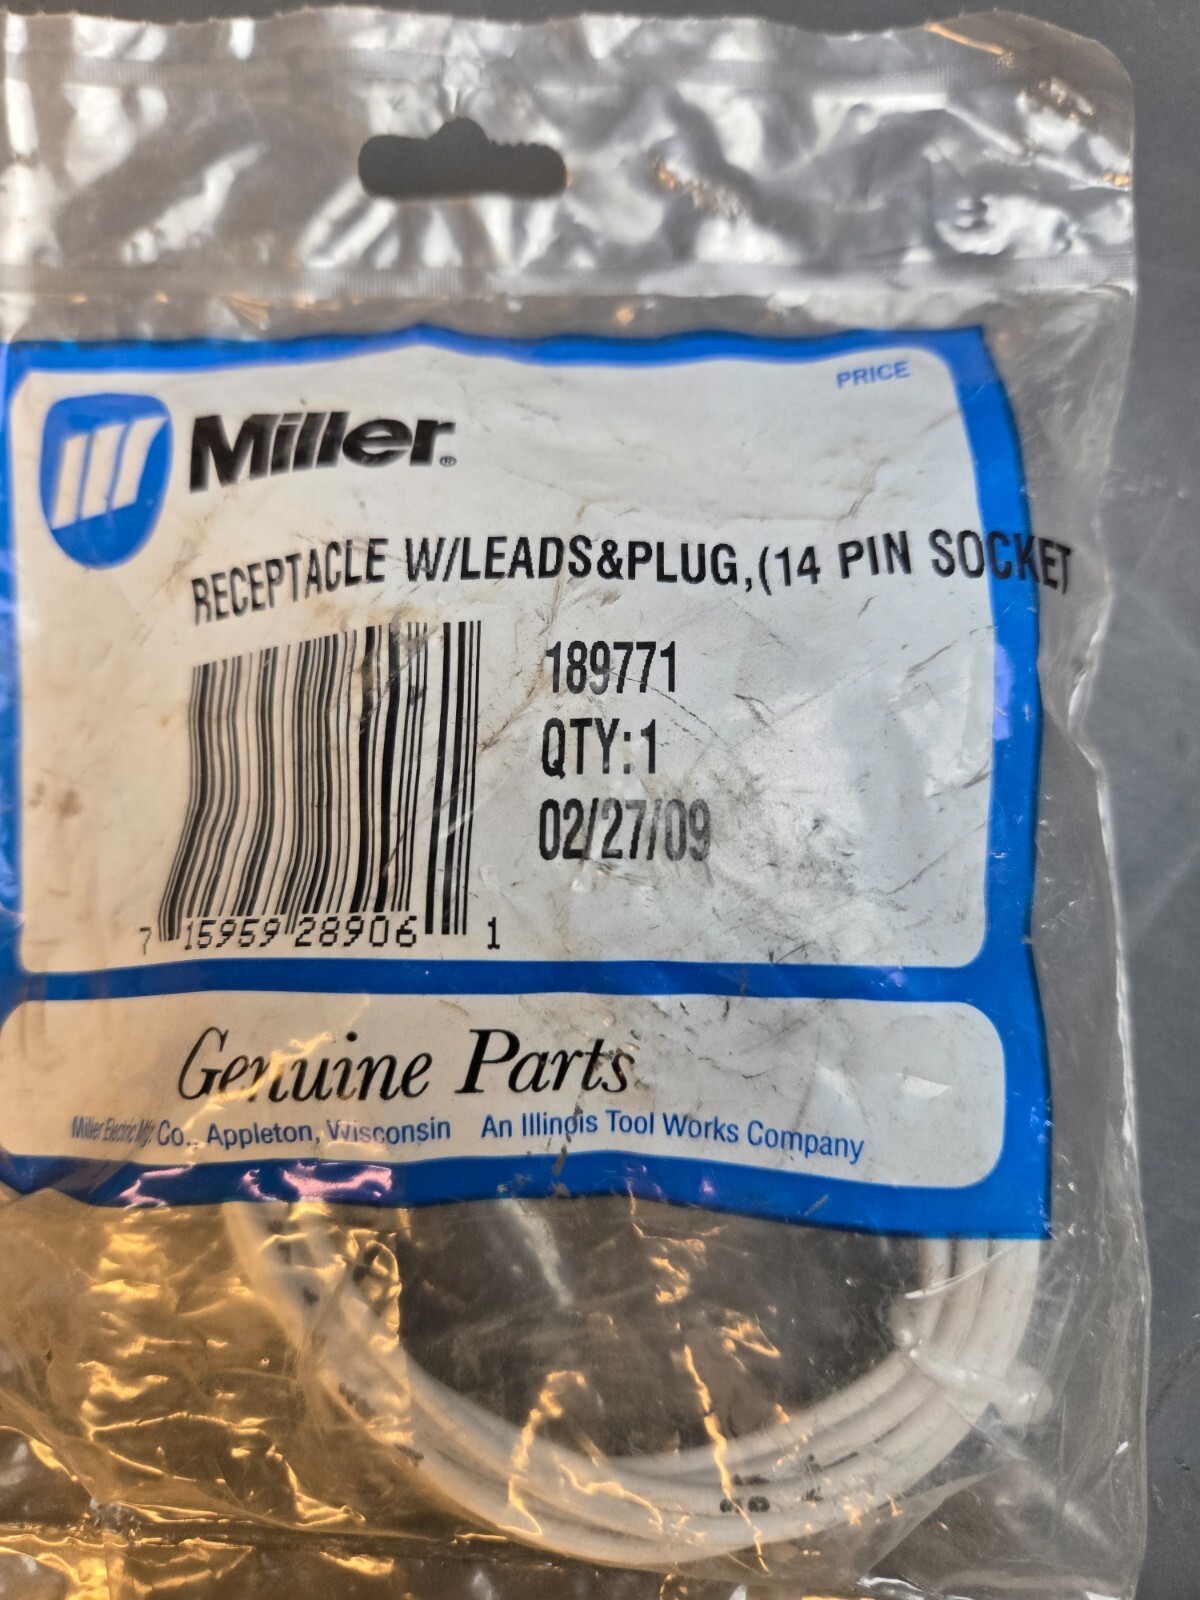 PRICE
Miller®
RECEPTACLE W/LEADS&PLUG,(14 PIN SOCKET
189771
QTY:1
02/27/09
7 15959 28906 1
Genuine Parts
Miller Electric Mfg. Co., Appleton, Wisconsin An Illinois Tool Works Company